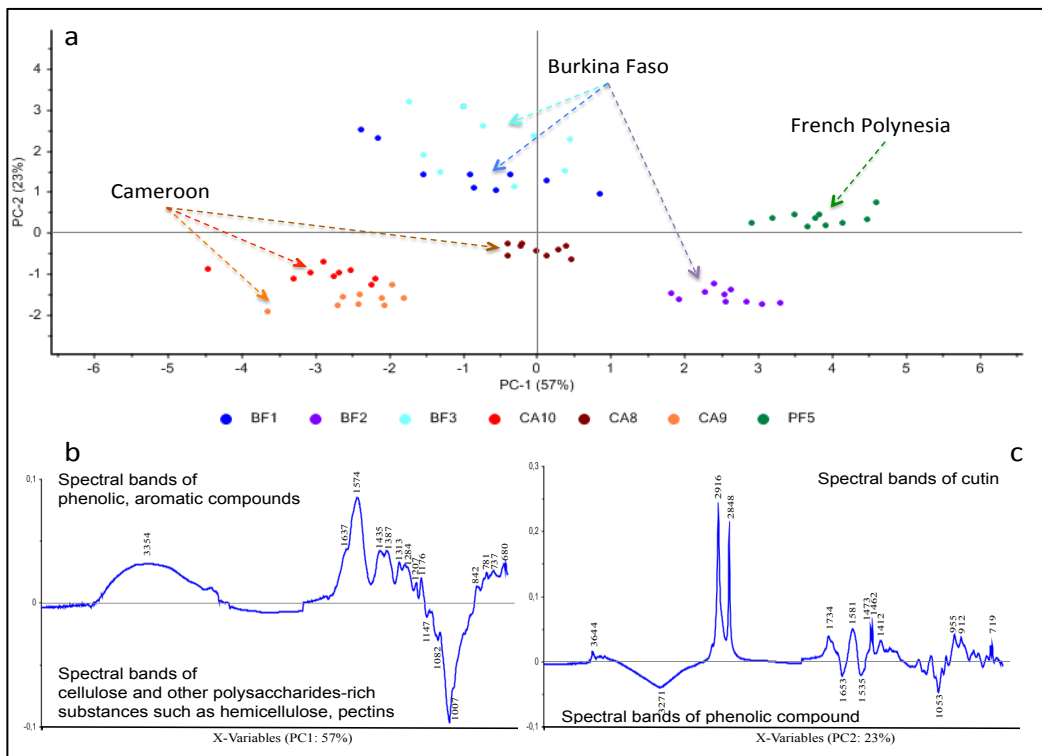 a
Burkina Faso
French Polynesia
Cameroon
PC-2 (23%)
4
3
2
1
0
-1
-2
-6 -5 -4 -3 -2 -1 0 1 2 3 4 5 6
PC-1 (57%)
BF1 BF2 BF3 CA10 CA8 CA9 PF5
b
0,1
0
-0,1
Spectral bands of
phenolic, aromatic compounds
3354
1637
1574
1435
1387
1313
1284
1207
1176
1147
1082
1007
842
781
737
680
Spectral bands of
cellulose and other polysaccharides-rich
substances such as hemicellulose, pectins
X-Variables (PC1: 57%)
c
0,3
0,2
0,1
0
-0,1
Spectral bands of cutin
3644
3271
2916
2848
1734
1653
1581
1535
1473
1462
1412
1053
955
912
719
Spectral bands of phenolic compound
X-Variables (PC2: 23%)